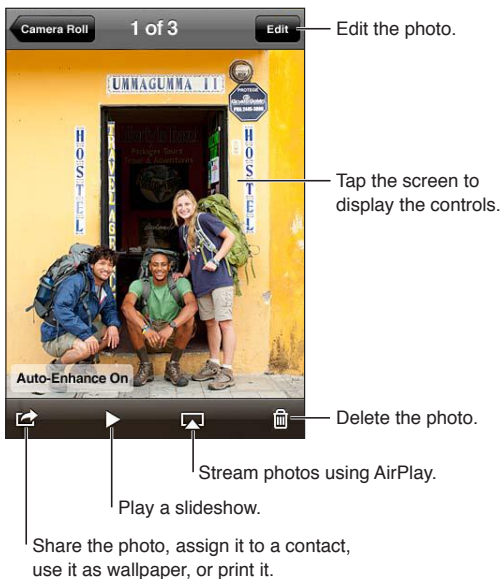 Camera Roll
1 of 3
Edit
Edit the photo.
UMMAGUMMA II
PROTEGE
HOSTEL
HOSTEL
Tap the screen to
display the controls.
Auto-Enhance On
Delete the photo.
Stream photos using AirPlay.
Play a slideshow.
Share the photo, assign it to a contact,
use it as wallpaper, or print it.